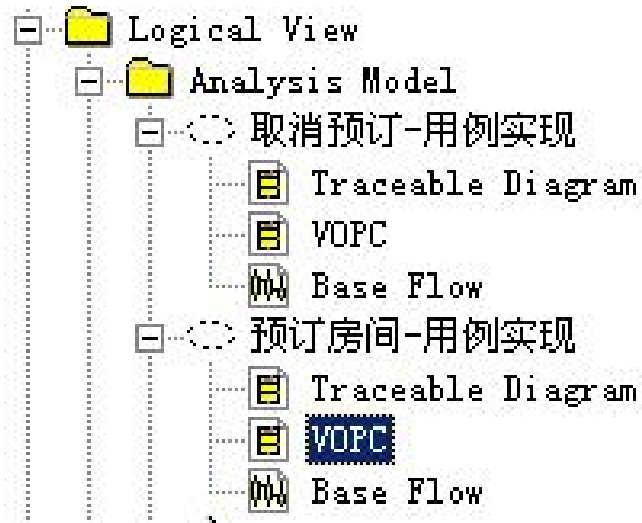 Logical View
Analysis Model
取消预订-用例实现
Traceable Diagram
VOPC
Base Flow
预订房间-用例实现
Traceable Diagram
VOPC
Base Flow